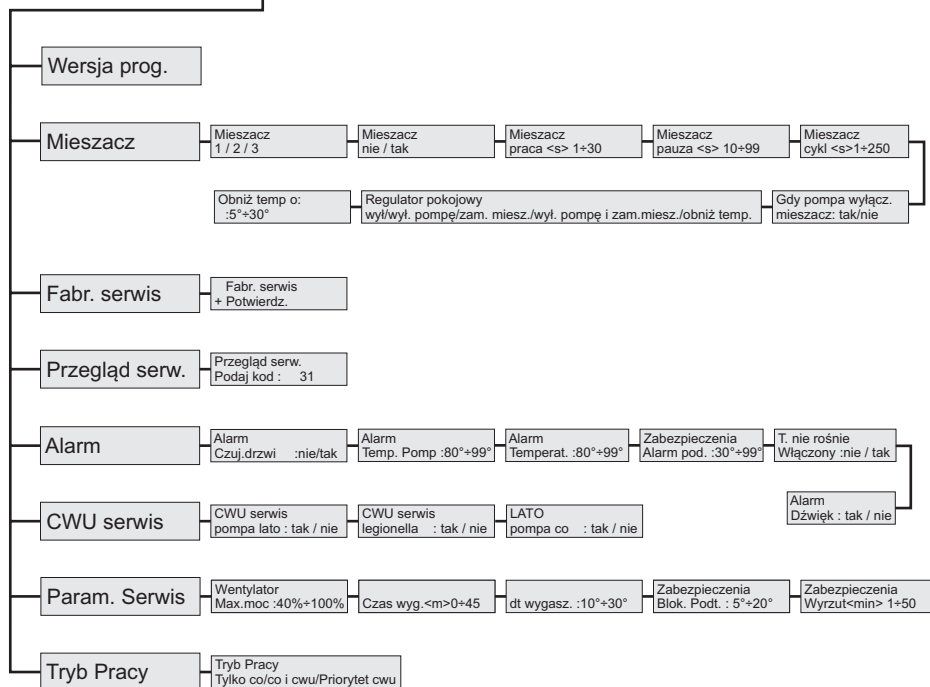 Wersja prog.
Mieszacz
Mieszacz
1 / 2 / 3
Mieszacz
nie / tak
Mieszacz
praca <s> 1÷30
Mieszacz
pauza <s> 10÷99
Mieszacz
cykl <s>1÷250
Obniż temp o:
:5°÷30°
Regulator pokojowy
wył/wył. pompę/zam. miesz./wył. pompę i zam.miesz./obniż temp.
Gdy pompa wyłącz.
mieszacz: tak/nie
Fabr. serwis
Fabr. serwis
+ Potwierdz.
Przegląd serw.
Przegląd serw.
Podaj kod : 31
Alarm
Alarm
Czuj.drzwi :nie/tak
Alarm
Temp. Pomp :80°÷99°
Alarm
Temperat. :80°÷99°
Zabezpieczenia
Alarm pod. :30°÷99°
T. nie rośnie
Włączony :nie / tak
Alarm
Dźwięk : tak / nie
CWU serwis
CWU serwis
pompa lato : tak / nie
CWU serwis
legionella : tak / nie
LATO
pompa co : tak / nie
Param. Serwis
Wentylator
Max.moc :40%÷100%
Czas wyg.<m>0÷45
dt wygasz. :10°÷30°
Zabezpieczenia
Blok. Podt. : 5°÷20°
Zabezpieczenia
Wyrzut<min> 1÷50
Tryb Pracy
Tryb Pracy
Tylko co/co i cwu/Priorytet cwu